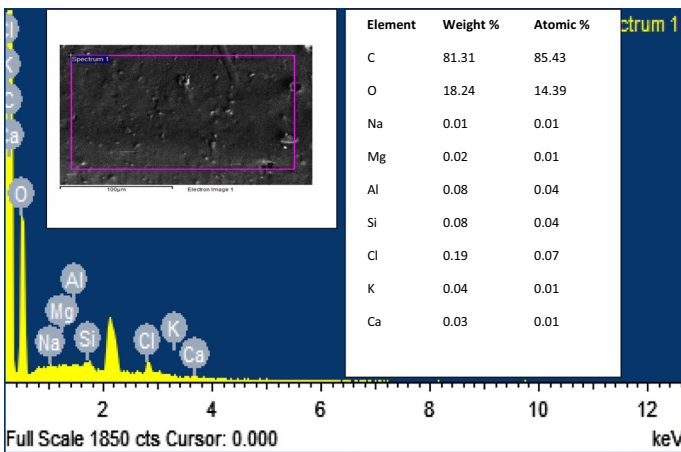 Element Weight % Atomic %
C 81.31 85.43
O 18.24 14.39
Na 0.01 0.01
Mg 0.02 0.01
Al 0.08 0.04
Si 0.08 0.04
Cl 0.19 0.07
K 0.04 0.01
Ca 0.03 0.01
ctrum 1
Spectrum 1
100µm Electron Image 1
Cl
K
C
Ca
O
Al
Mg
Na
Si
Cl
K
Ca
2 4 6 8 10 12
Full Scale 1850 cts Cursor: 0.000 keV